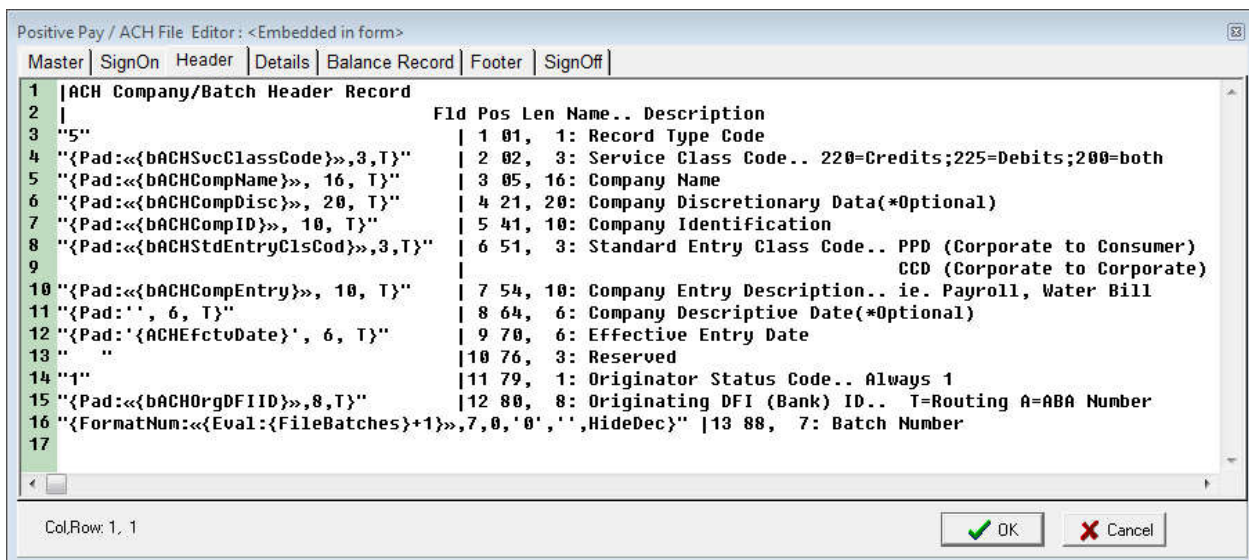 Positive Pay / ACH File Editor : <Embedded in form>
Master SignOn Header Details Balance Record Footer SignOff
1 |ACH Company/Batch Header Record
2 | Fld Pos Len Name.. Description
3 "5" | 1 01, 1: Record Type Code
4 "{Pad:«{bACHSvcClassCode}»,3,T}" | 2 02, 3: Service Class Code.. 220=Credits;225=Debits;200=both
5 "{Pad:«{bACHCompName}», 16, T}" | 3 05, 16: Company Name
6 "{Pad:«{bACHCompDisc}», 20, T}" | 4 21, 20: Company Discretionary Data(*Optional)
7 "{Pad:«{bACHCompID}», 10, T}" | 5 41, 10: Company Identification
8 "{Pad:«{bACHStdEntryClsCod}»,3,T}" | 6 51, 3: Standard Entry Class Code.. PPD (Corporate to Consumer)
9 | CCD (Corporate to Corporate)
10 "{Pad:«{bACHCompEntry}», 10, T}" | 7 54, 10: Company Entry Description.. ie. Payroll, Water Bill
11 "{Pad:'', 6, T}" | 8 64, 6: Company Descriptive Date(*Optional)
12 "{Pad:'{ACHEfctvDate}', 6, T}" | 9 70, 6: Effective Entry Date
13 "   " |10 76, 3: Reserved
14 "1" |11 79, 1: Originator Status Code.. Always 1
15 "{Pad:«{bACHOrgDFIID}»,8,T}" |12 80, 8: Originating DFI (Bank) ID.. T=Routing A=ABA Number
16 "{FormatNum:«{Eval:{FileBatches}+1}»,7,0,'0','',HideDec}" |13 88, 7: Batch Number
17
Col,Row: 1, 1
OK Cancel